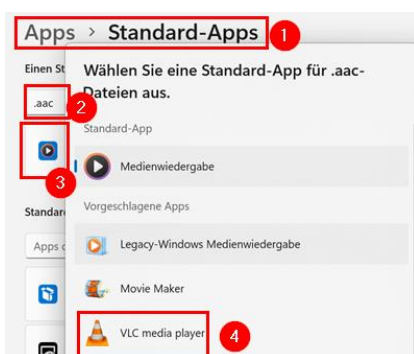 Apps > Standard-Apps
1
Einen St
Wählen Sie eine Standard-App für .aac-
Dateien aus.
.aac
2
Standard-App
3
Medienwiedergabe
Standar
Vorgeschlagene Apps
Apps
Legacy-Windows Medienwiedergabe
Movie Maker
VLC media player
4